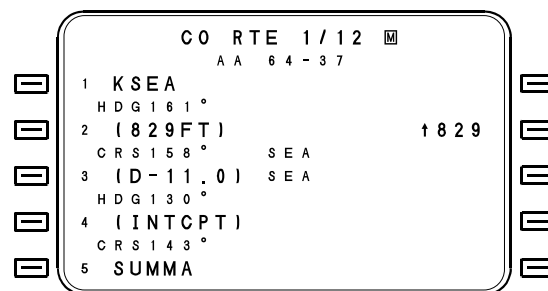 CO RTE 1/12 M
AA 64-37
1 KSEA
HDG161°
2 (829FT) ↑829
CRS158° SEA
3 (D-11.0) SEA
HDG130°
4 (INTCPT)
CRS143°
5 SUMMA